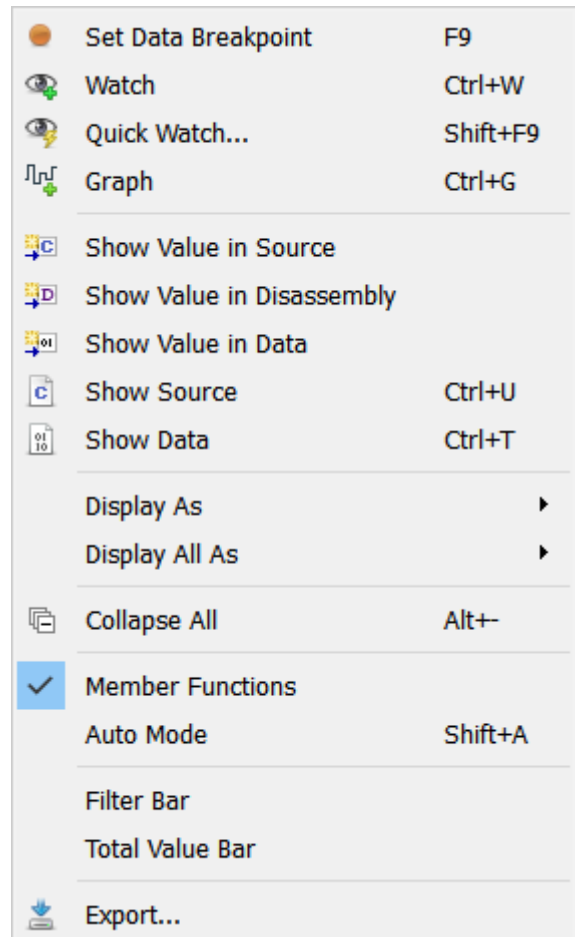 Set Data Breakpoint F9
Watch Ctrl+W
Quick Watch... Shift+F9
Graph Ctrl+G
Show Value in Source
Show Value in Disassembly
Show Value in Data
Show Source Ctrl+U
Show Data Ctrl+T
Display As
Display All As
Collapse All Alt+-
Member Functions
Auto Mode Shift+A
Filter Bar
Total Value Bar
Export...